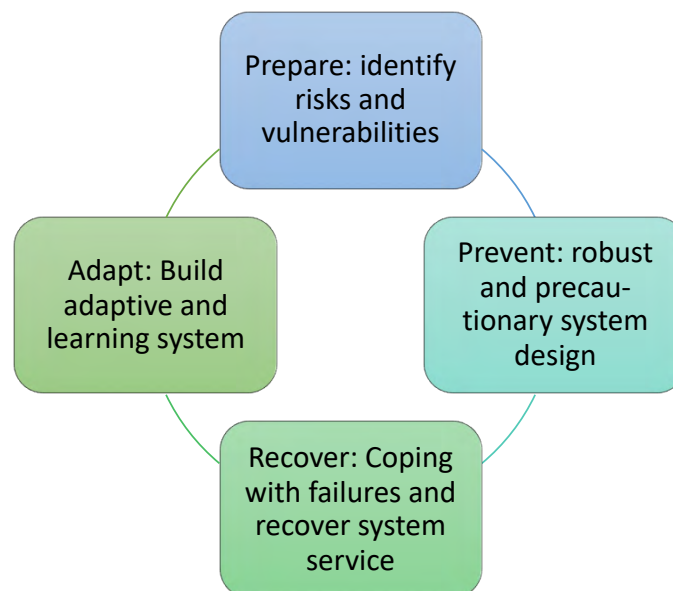 Prepare: identify
risks and
vulnerabilities
Prevent: robust
and precau-
tionary system
design
Recover: Coping
with failures and
recover system
service
Adapt: Build
adaptive and
learning system